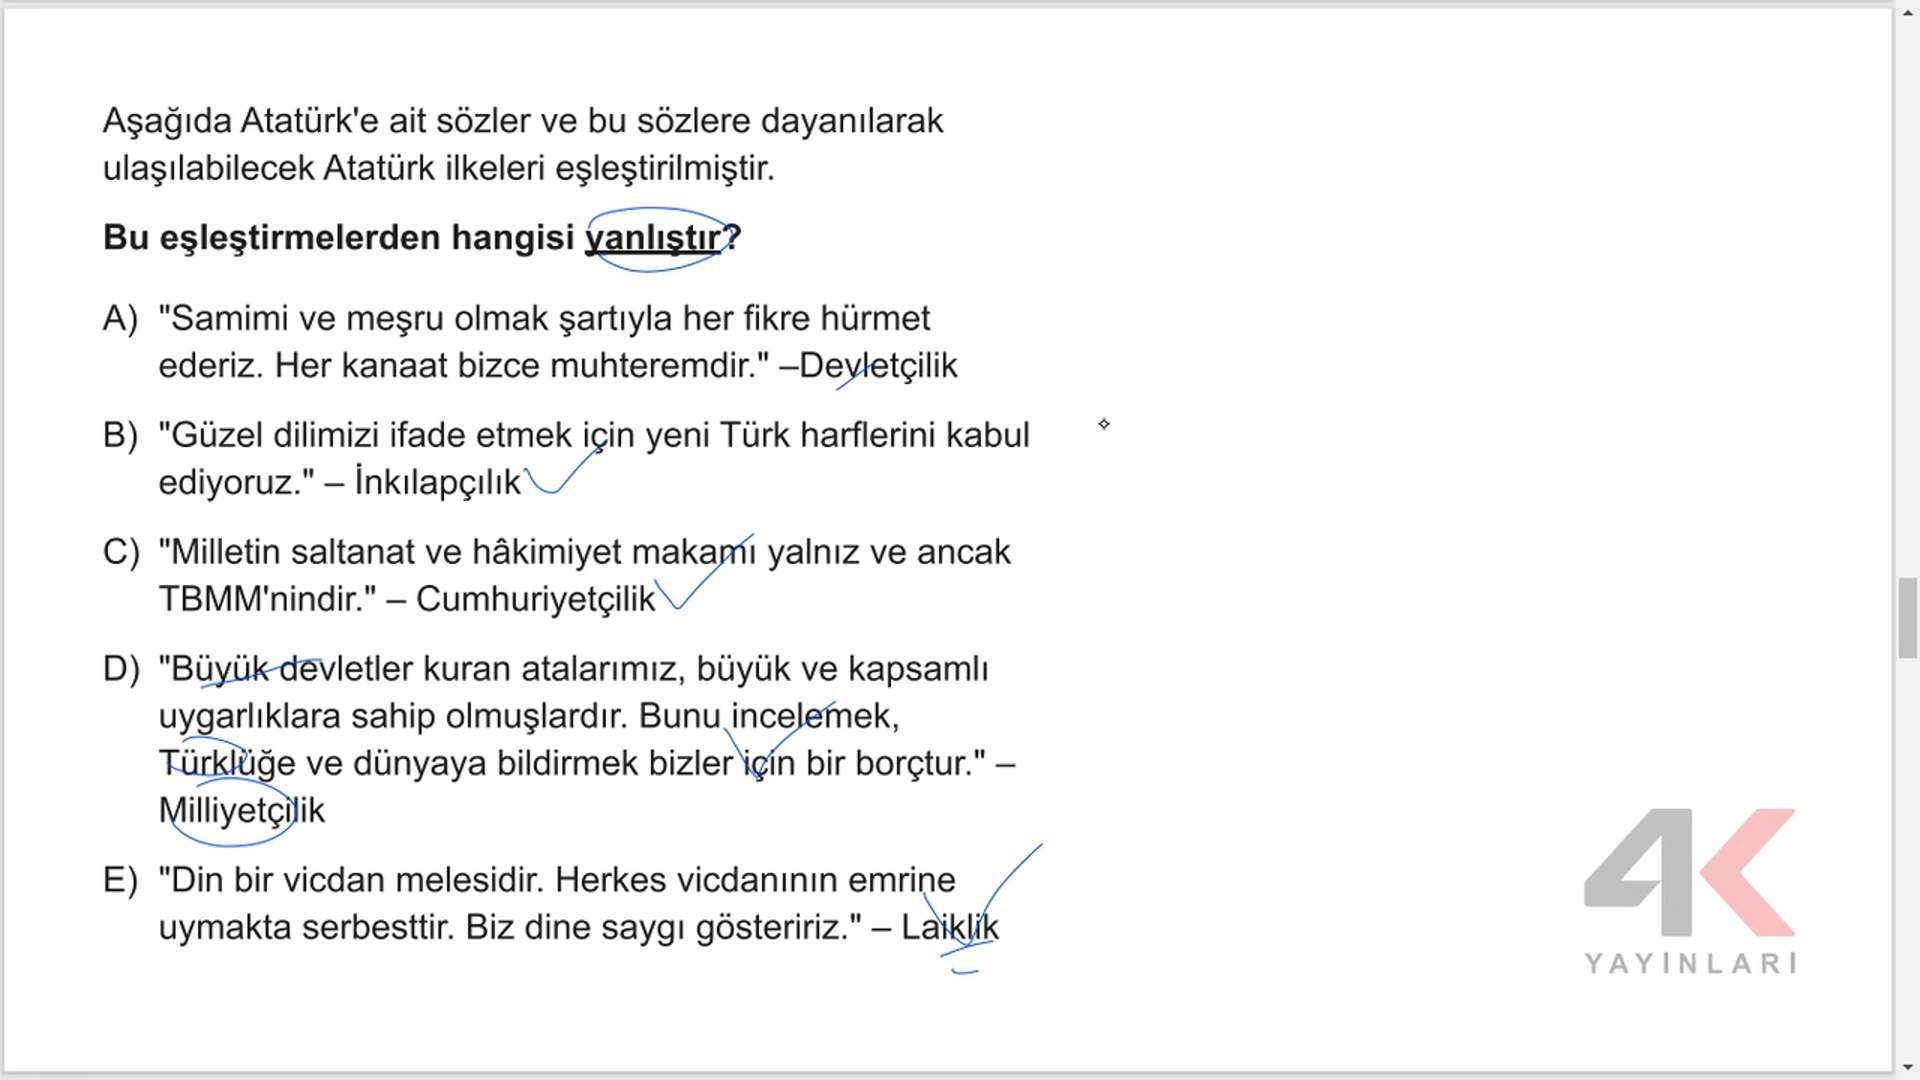 Aşağıda Atatürk'e ait sözler ve bu sözlere dayanılarak
ulaşılabilecek Atatürk ilkeleri eşleştirilmiştir.
Bu eşleştirmelerden hangisi yanlıştır?
A) "Samimi ve meşru olmak şartıyla her fikre hürmet
ederiz. Her kanaat bizce muhteremdir." –Devletçilik
B) "Güzel dilimizi ifade etmek için yeni Türk harflerini kabul
ediyoruz." – İnkılapçılık
C) "Milletin saltanat ve hâkimiyet makamı yalnız ve ancak
TBMM'nindir." – Cumhuriyetçilik
D) "Büyük devletler kuran atalarımız, büyük ve kapsamlı
uygarlıklara sahip olmuşlardır. Bunu incelemek,
Türklüğe ve dünyaya bildirmek bizler için bir borçtur." –
Milliyetçilik
E) "Din bir vicdan melesidir. Herkes vicdanının emrine
uymakta serbesttir. Biz dine saygı gösteririz." – Laiklik
4K
YAYINLARI